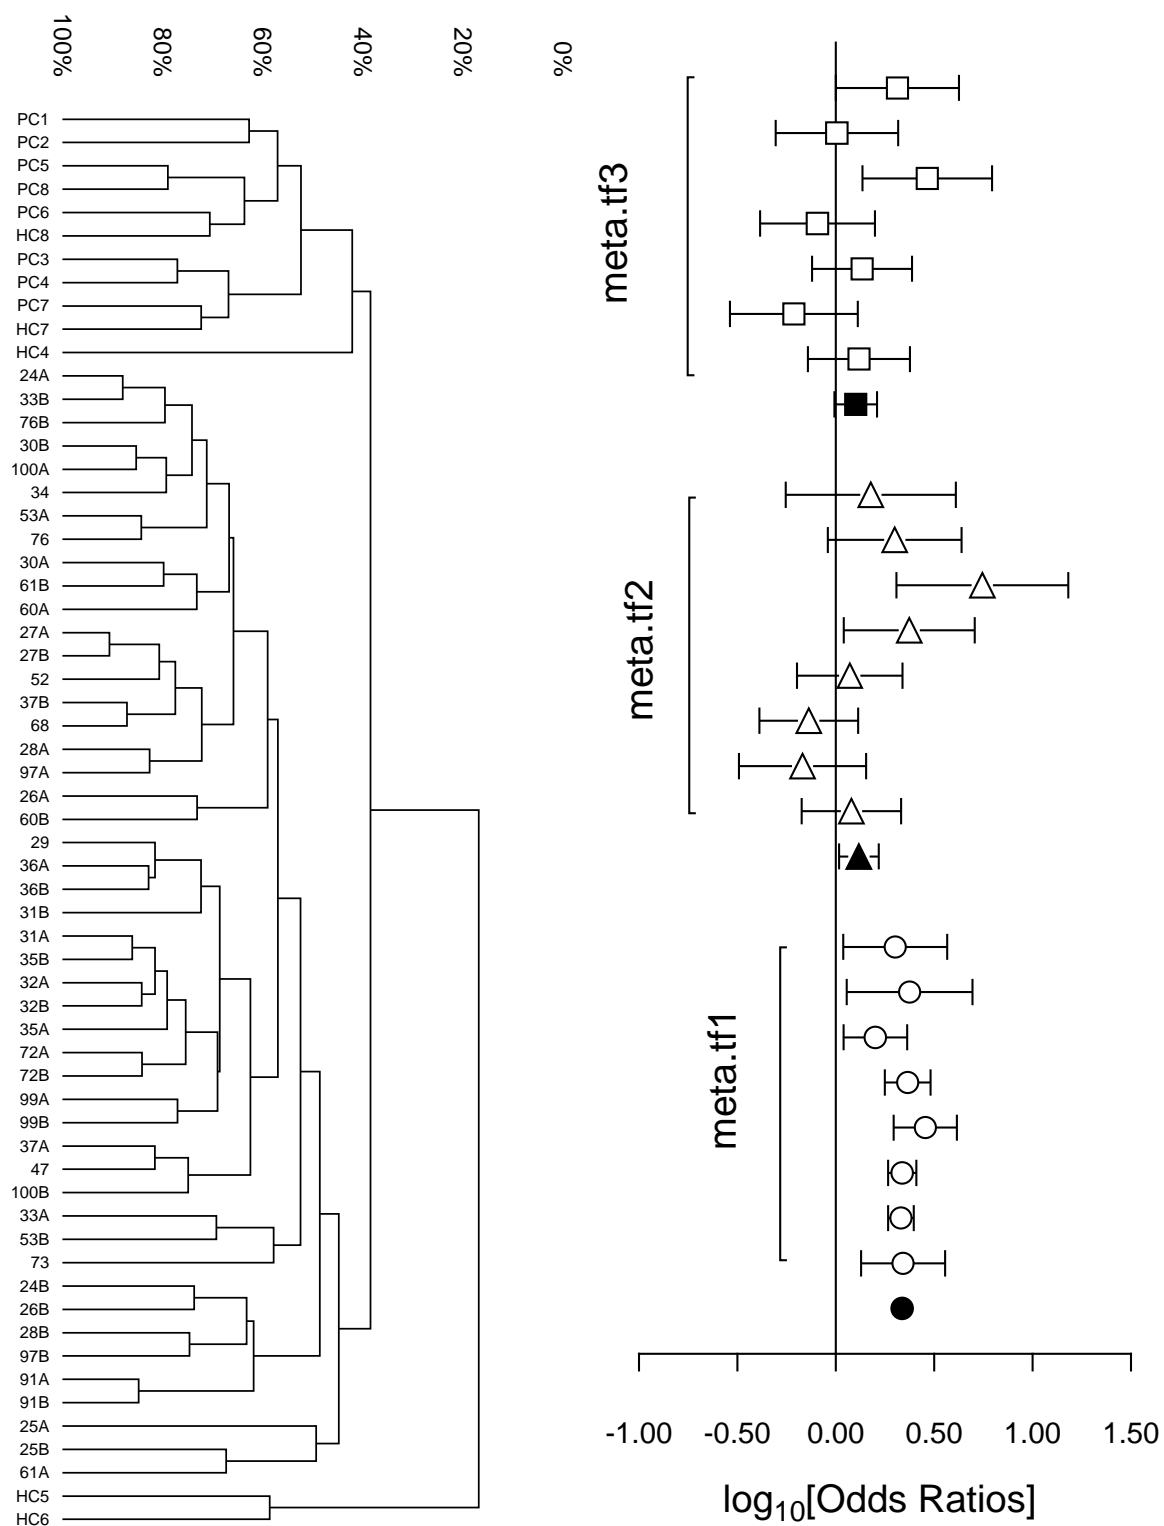 100%
80%
60%
40%
20%
0%
PC1
PC2
PC5
PC8
PC6
HC8
PC3
PC4
PC7
HC7
HC4
24A
33B
76B
30B
100A
34
53A
76
30A
61B
60A
27A
27B
52
37B
68
28A
97A
26A
60B
29
36A
36B
31B
31A
35B
32A
32B
35A
72A
72B
99A
99B
37A
47
100B
33A
53B
73
24B
26B
28B
97B
91A
91B
25A
25B
61A
HC5
HC6
meta.tf3
meta.tf2
meta.tf1
-1.00 -0.50 0.00 0.50 1.00 1.50
log10[Odds Ratios]